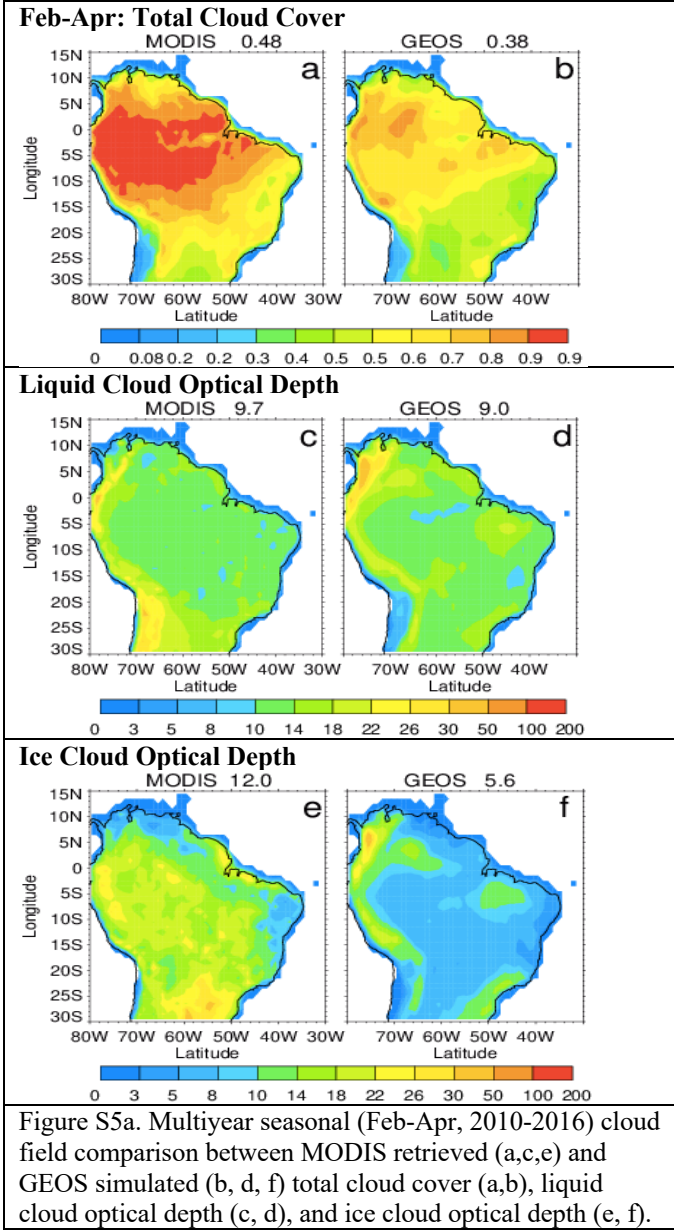 Feb-Apr: Total Cloud Cover
MODIS 0.48 GEOS 0.38
a b
15N
10N
5N
0
5S
10S
15S
20S
25S
30S
Longitude
80W 70W 60W 50W 40W 30W 70W 60W 50W 40W
Latitude Latitude
0 0.08 0.2 0.2 0.3 0.4 0.5 0.5 0.6 0.7 0.8 0.9 0.9
Liquid Cloud Optical Depth
MODIS 9.7 GEOS 9.0
c d
15N
10N
5N
0
5S
10S
15S
20S
25S
30S
Longitude
80W 70W 60W 50W 40W 30W 70W 60W 50W 40W
Latitude Latitude
0 3 5 8 10 14 18 22 26 30 50 100 200
Ice Cloud Optical Depth
MODIS 12.0 GEOS 5.6
e f
15N
10N
5N
0
5S
10S
15S
20S
25S
30S
Longitude
80W 70W 60W 50W 40W 30W 70W 60W 50W 40W
Latitude Latitude
0 3 5 8 10 14 18 22 26 30 50 100 200
Figure S5a. Multiyear seasonal (Feb-Apr, 2010-2016) cloud
field comparison between MODIS retrieved (a,c,e) and
GEOS simulated (b, d, f) total cloud cover (a,b), liquid
cloud optical depth (c, d), and ice cloud optical depth (e, f).